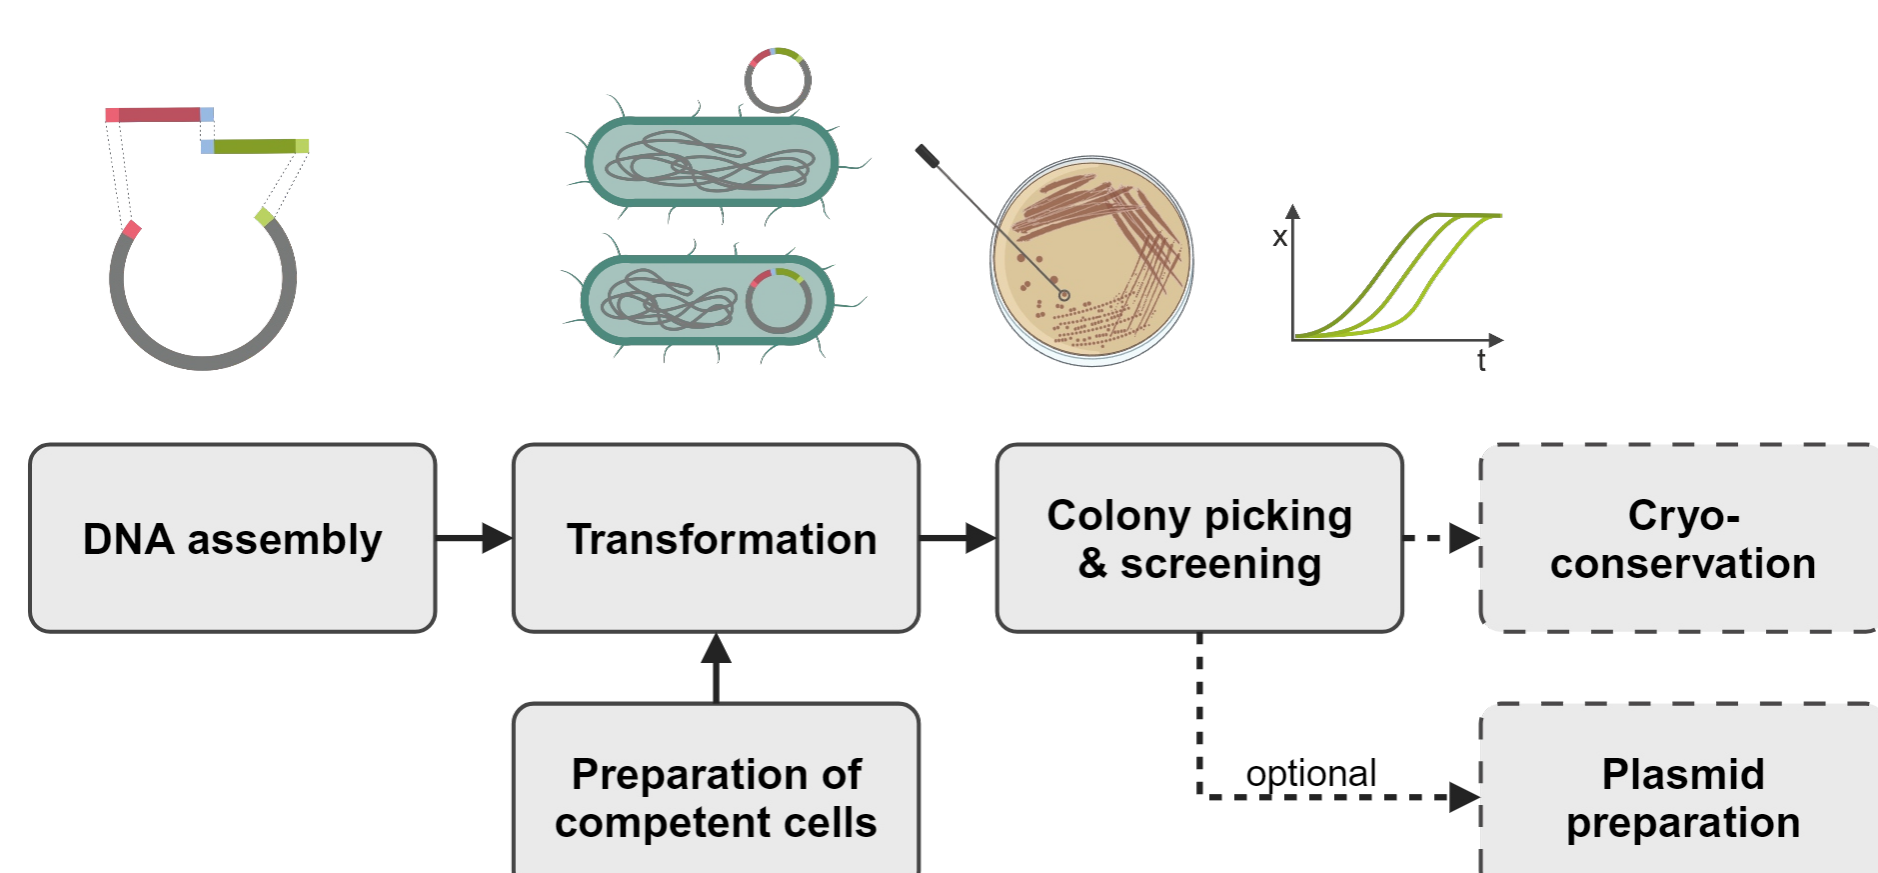 x
t
DNA assembly
Transformation
Colony picking
& screening
Cryo-
conservation
Preparation of
competent cells
optional
Plasmid
preparation